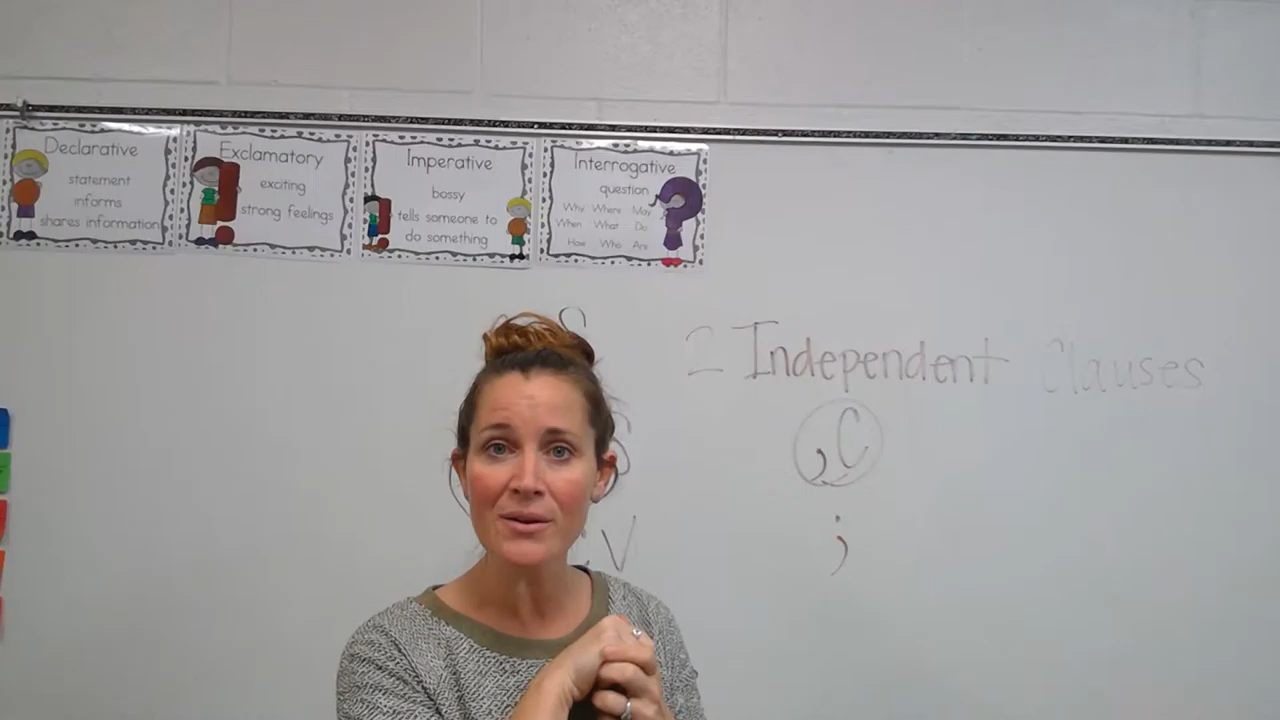 Declarative
statement
informs
shares information
Exclamatory
exciting
strong feelings
Imperative
bossy
tells someone to
do something
Interrogative
question
Why Where May
When What Do
How Who Are
S
2 Independent Clauses
,C
;
V